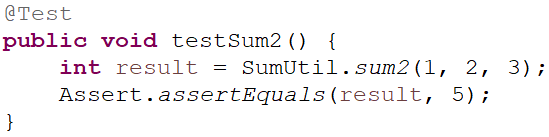 @Test
public void testSum2() {
    int result = SumUtil.sum2(1, 2, 3);
    Assert.assertEquals(result, 5);
}